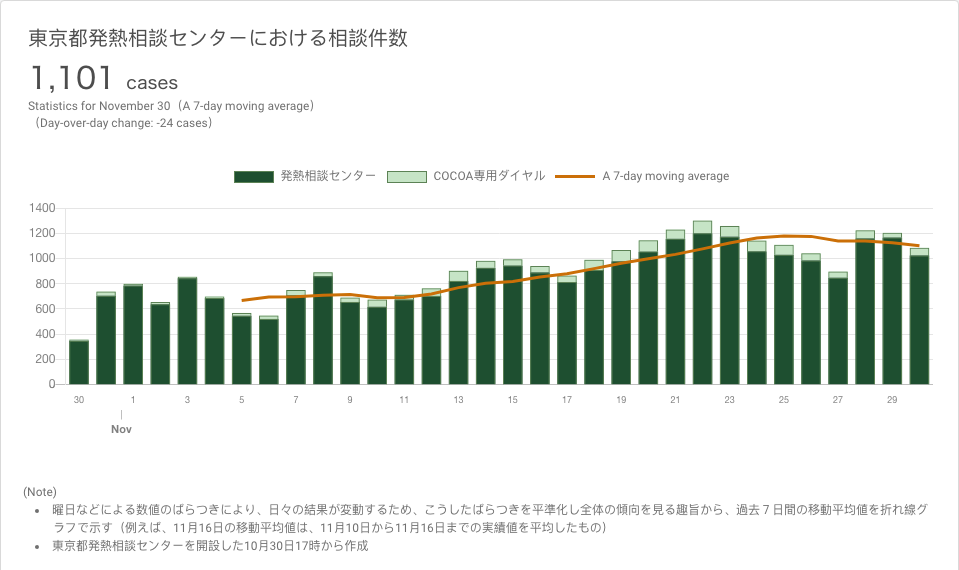 東京都発熱相談センターにおける相談件数
1,101 cases
Statistics for November 30（A 7-day moving average）
（Day-over-day change: -24 cases）
発熱相談センター COCOA専用ダイヤル A 7-day moving average
1400
1200
1000
800
600
400
200
0
30 1 3 5 7 9 11 13 15 17 19 21 23 25 27 29
Nov
(Note)
• 曜日などによる数値のばらつきにより、日々の結果が変動するため、こうしたばらつきを平準化し全体の傾向を見る趣旨から、過去７日間の移動平均値を折れ線グ
ラフで示す（例えば、11月16日の移動平均値は、11月10日から11月16日までの実績値を平均したもの）
• 東京都発熱相談センターを開設した10月30日17時から作成